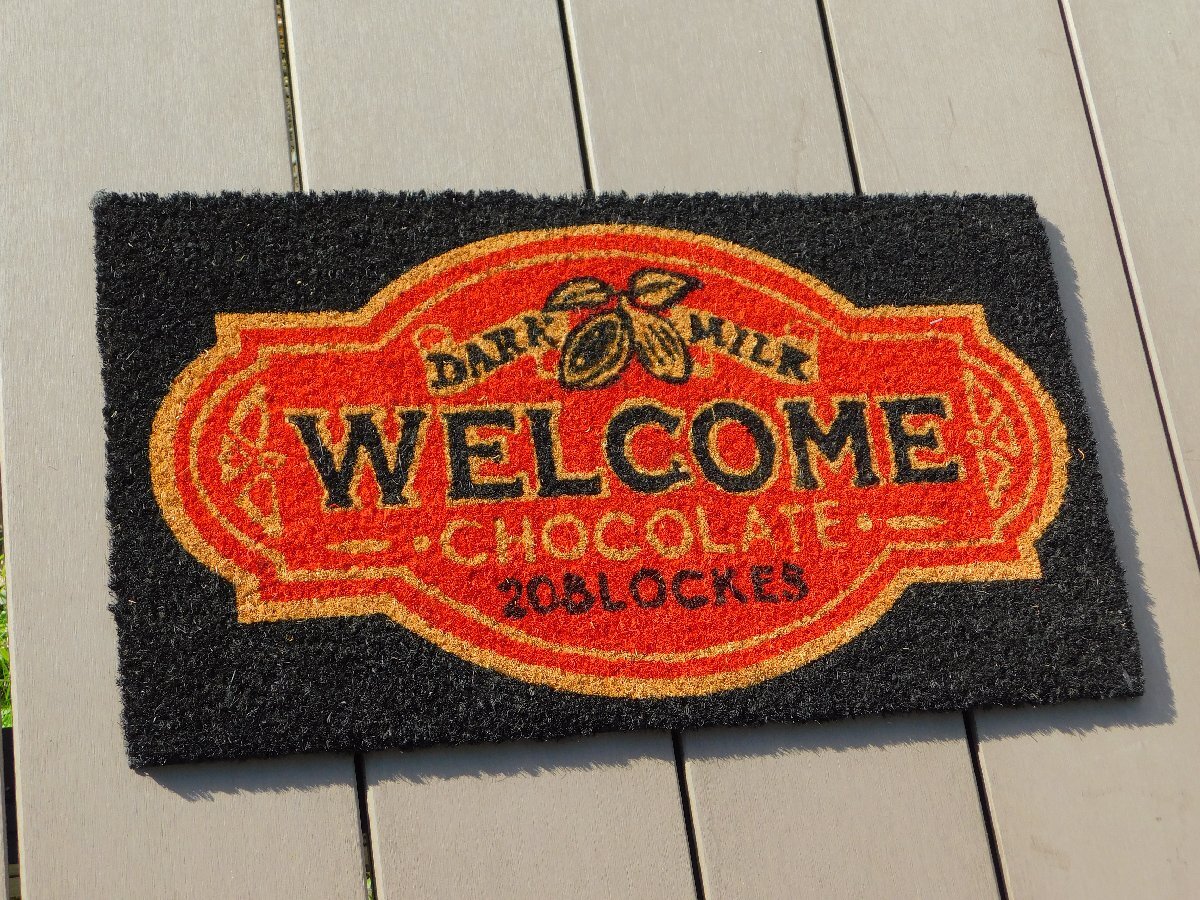 DARK MILK
WELCOME
·CHOCOLATE·
20BLOCKES